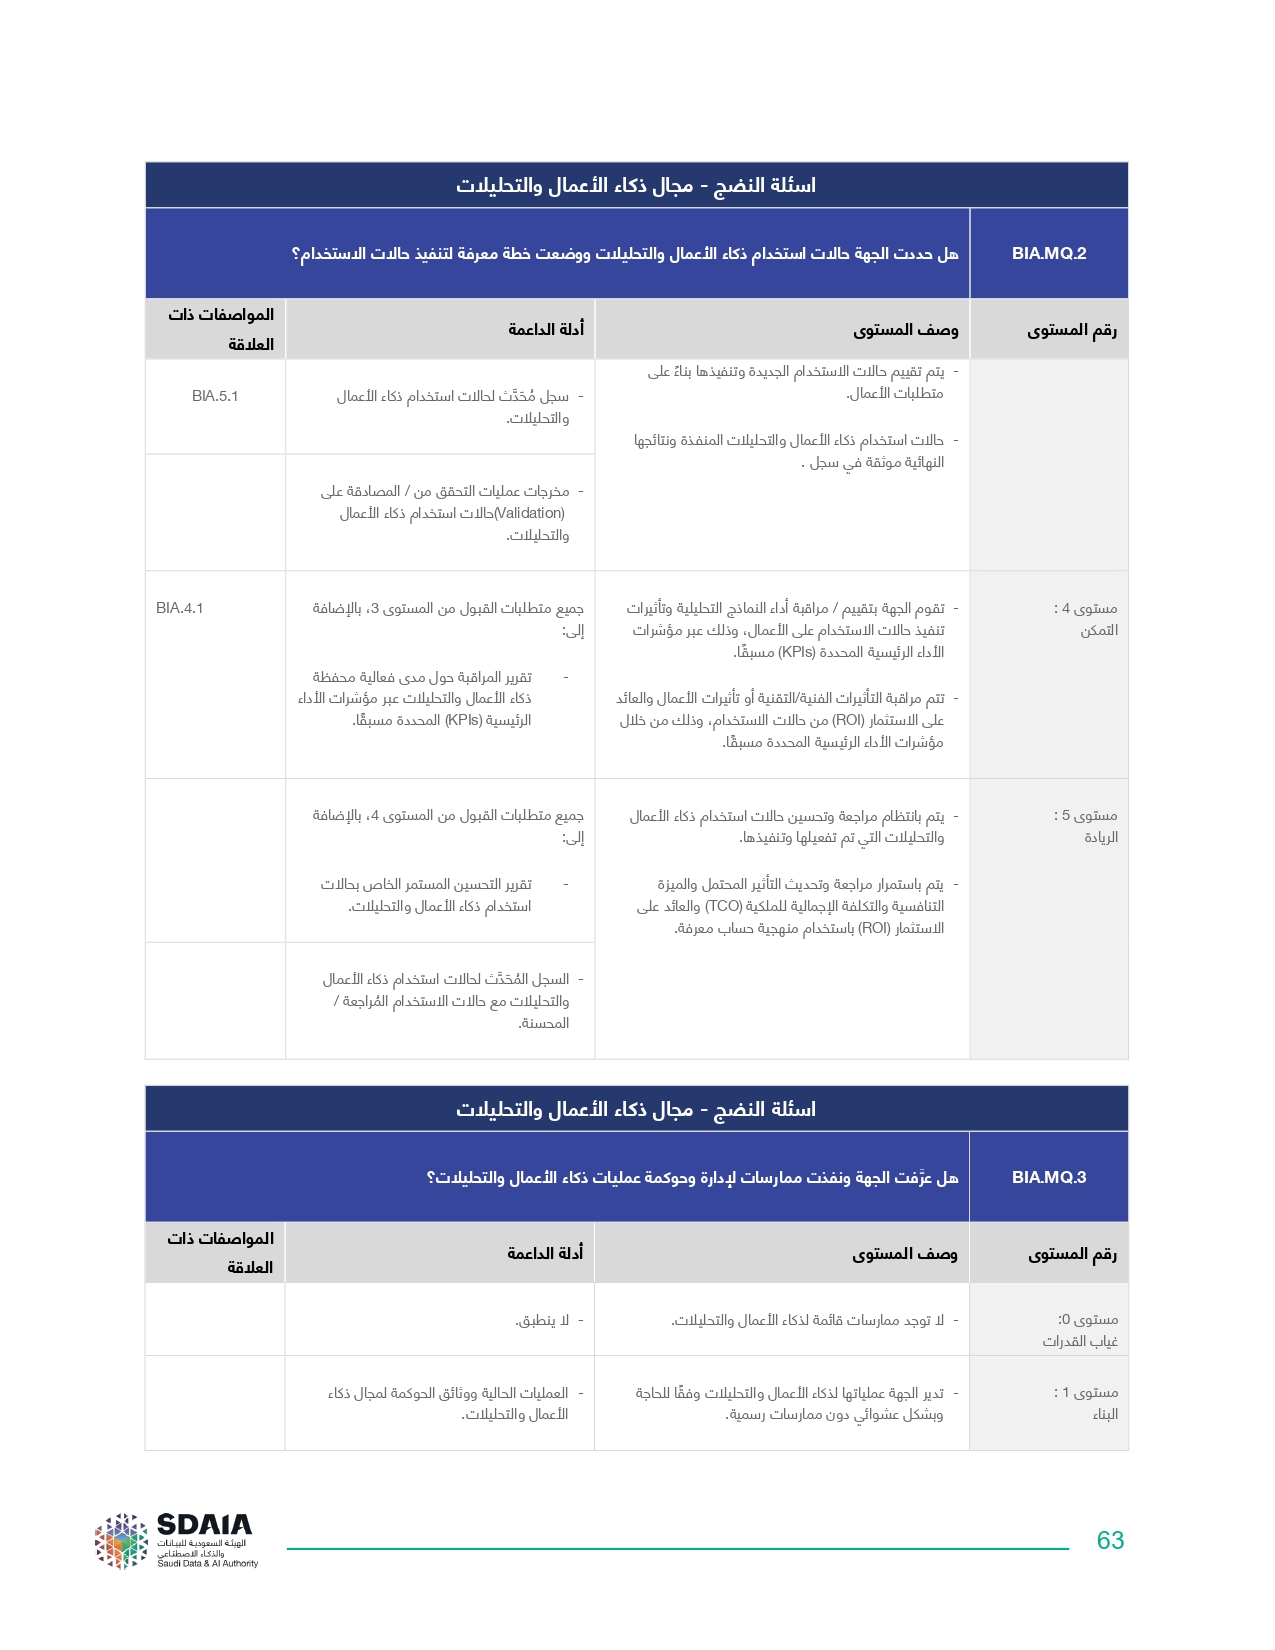 اسئلة النضج - مجال ذكاء الأعمال والتحليلات
BIA.MQ.2
هل حددت الجهة حالات استخدام ذكاء الأعمال والتحليلات ووضعت خطة معرفة لتنفيذ حالات الاستخدام؟
رقم المستوى
وصف المستوى
أدلة الداعمة
المواصفات ذات
العلاقة
- يتم تقييم حالات الاستخدام الجديدة وتنفيذها بناءً على
متطلبات الأعمال.
- حالات استخدام ذكاء الأعمال والتحليلات المنفذة ونتائجها
النهائية موثقة في سجل .
- سجل مُحَدَّث لحالات استخدام ذكاء الأعمال
والتحليلات.
BIA.5.1
- مخرجات عمليات التحقق من / المصادقة على
(Validation)حالات استخدام ذكاء الأعمال
والتحليلات.
مستوى 4 :
التمكن
- تقوم الجهة بتقييم / مراقبة أداء النماذج التحليلية وتأثيرات
تنفيذ حالات الاستخدام على الأعمال، وذلك عبر مؤشرات
الأداء الرئيسية المحددة (KPIs) مسبقًا.
- تتم مراقبة التأثيرات الفنية/التقنية أو تأثيرات الأعمال والعائد
على الاستثمار (ROI) من حالات الاستخدام، وذلك من خلال
مؤشرات الأداء الرئيسية المحددة مسبقًا.
جميع متطلبات القبول من المستوى 3، بالإضافة
إلى:
- تقرير المراقبة حول مدى فعالية محفظة
ذكاء الأعمال والتحليلات عبر مؤشرات الأداء
الرئيسية (KPIs) المحددة مسبقًا.
BIA.4.1
مستوى 5 :
الريادة
- يتم بانتظام مراجعة وتحسين حالات استخدام ذكاء الأعمال
والتحليلات التي تم تفعيلها وتنفيذها.
- يتم باستمرار مراجعة وتحديث التأثير المحتمل والميزة
التنافسية والتكلفة الإجمالية للملكية (TCO) والعائد على
الاستثمار (ROI) باستخدام منهجية حساب معرفة.
جميع متطلبات القبول من المستوى 4، بالإضافة
إلى:
- تقرير التحسين المستمر الخاص بحالات
استخدام ذكاء الأعمال والتحليلات.
- السجل المُحَدَّث لحالات استخدام ذكاء الأعمال
والتحليلات مع حالات الاستخدام المُراجعة /
المحسنة.
اسئلة النضج - مجال ذكاء الأعمال والتحليلات
BIA.MQ.3
هل عرَّفت الجهة ونفذت ممارسات لإدارة وحوكمة عمليات ذكاء الأعمال والتحليلات؟
رقم المستوى
وصف المستوى
أدلة الداعمة
المواصفات ذات
العلاقة
مستوى 0:
غياب القدرات
- لا توجد ممارسات قائمة لذكاء الأعمال والتحليلات.
- لا ينطبق.
مستوى 1 :
البناء
- تدير الجهة عملياتها لذكاء الأعمال والتحليلات وفقًا للحاجة
وبشكل عشوائي دون ممارسات رسمية.
- العمليات الحالية ووثائق الحوكمة لمجال ذكاء
الأعمال والتحليلات.
SDAIA
الهيئة السعودية للبيانات
والذكاء الاصطناعي
Saudi Data & AI Authority
63